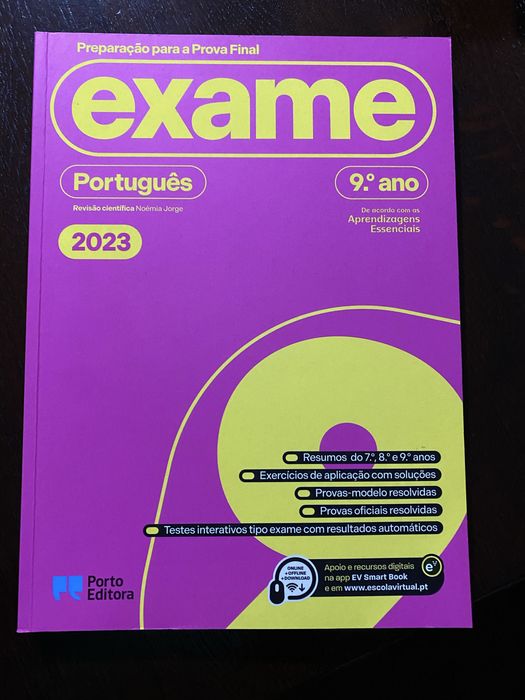 Preparação para a Prova Final
exame
Português
9.º ano
Revisão científica Noémia Jorge
De acordo com as
Aprendizagens
Essenciais
2023
Resumos do 7.º, 8.º e 9.º anos
Exercícios de aplicação com soluções
Provas-modelo resolvidas
Provas oficiais resolvidas
Testes interativos tipo exame com resultados automáticos
Porto
Editora
ONLINE
+OFFLINE
+DOWNLOAD
Apoio e recursos digitais
na app EV Smart Book
e em www.escolavirtual.pt
eV